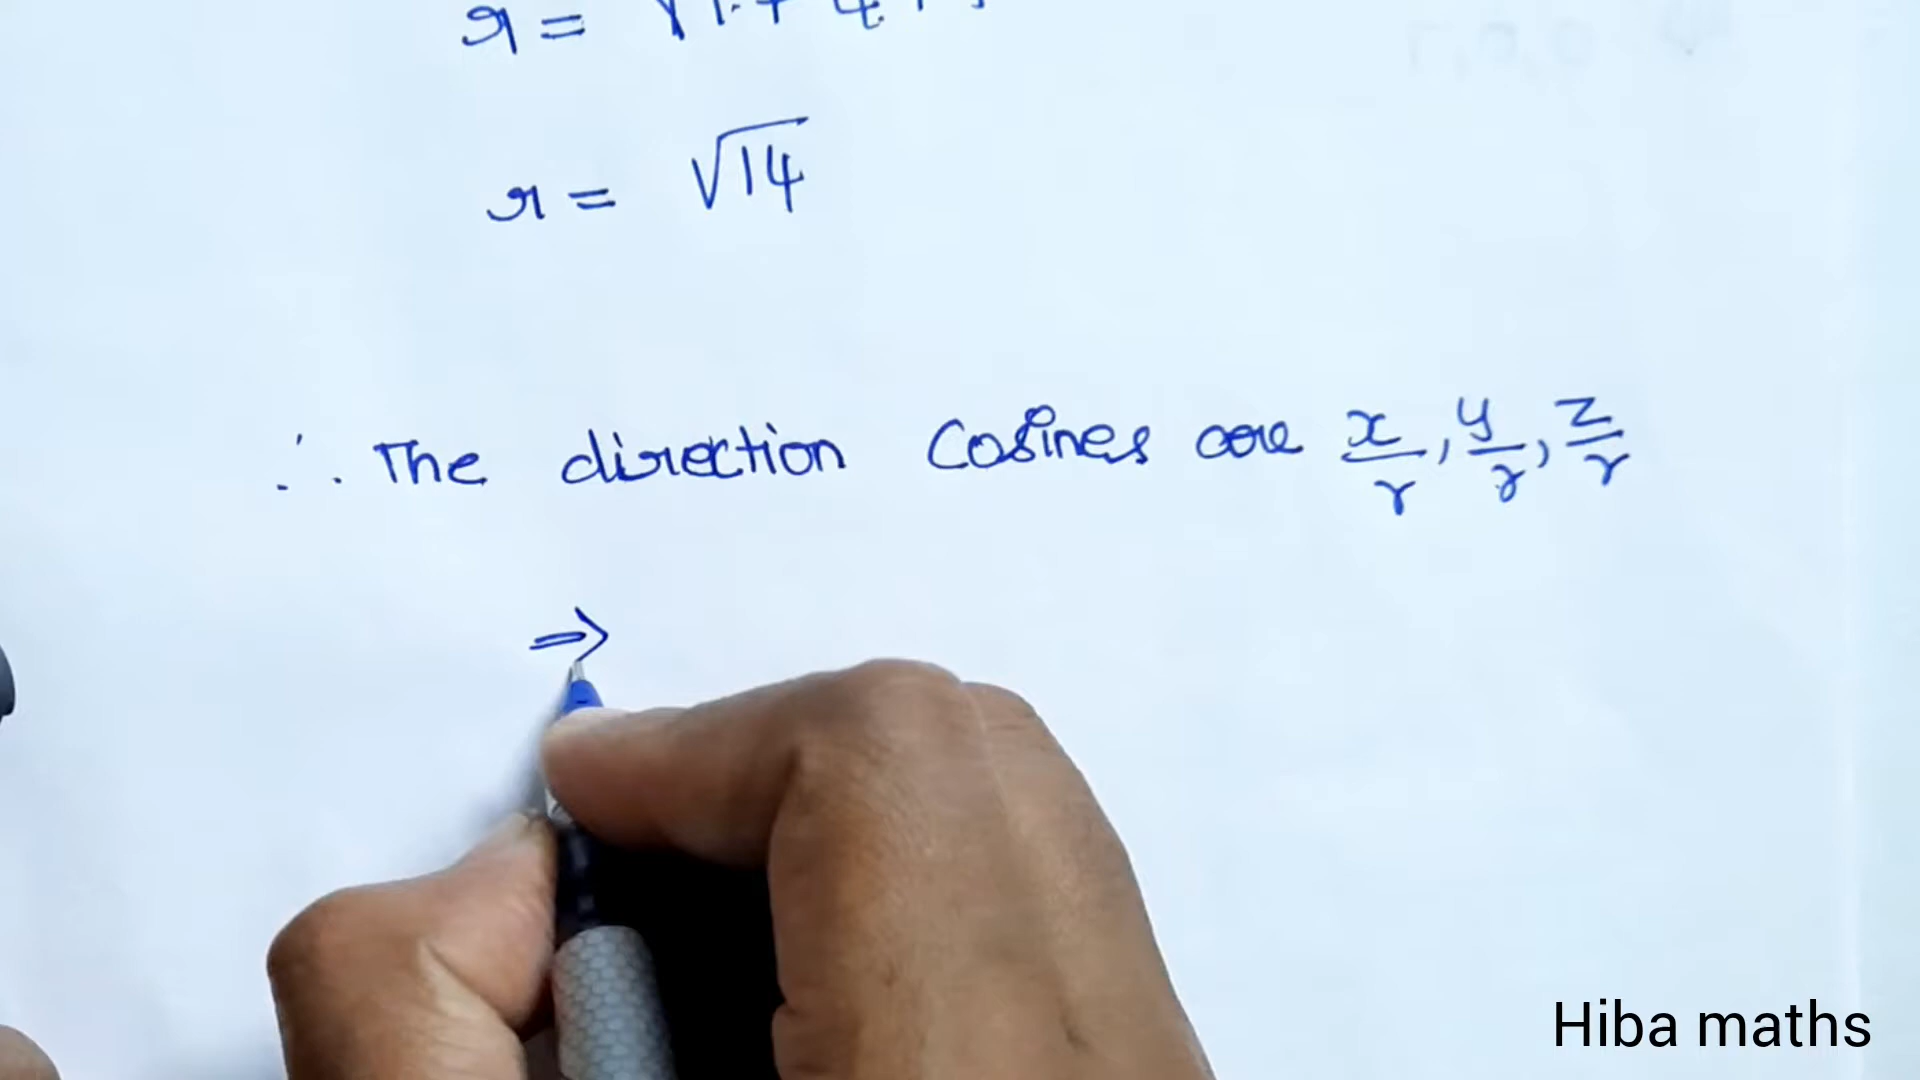 r =
r = √14
∴ The direction Cosines are x/r, y/r, z/r
⇒
Hiba maths